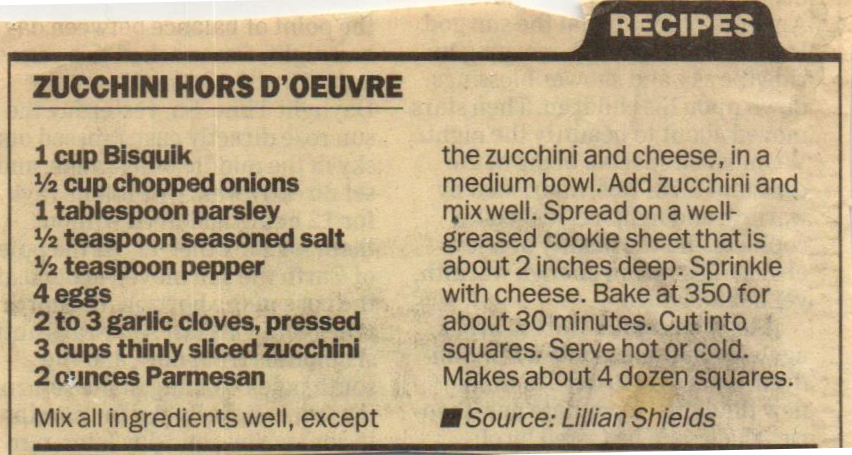 RECIPES
ZUCCHINI HORS D'OEUVRE
1 cup Bisquik
½ cup chopped onions
1 tablespoon parsley
½ teaspoon seasoned salt
½ teaspoon pepper
4 eggs
2 to 3 garlic cloves, pressed
3 cups thinly sliced zucchini
2 ounces Parmesan
Mix all ingredients well, except
the zucchini and cheese, in a
medium bowl. Add zucchini and
mix well. Spread on a well-
greased cookie sheet that is
about 2 inches deep. Sprinkle
with cheese. Bake at 350 for
about 30 minutes. Cut into
squares. Serve hot or cold.
Makes about 4 dozen squares.
Source: Lillian Shields